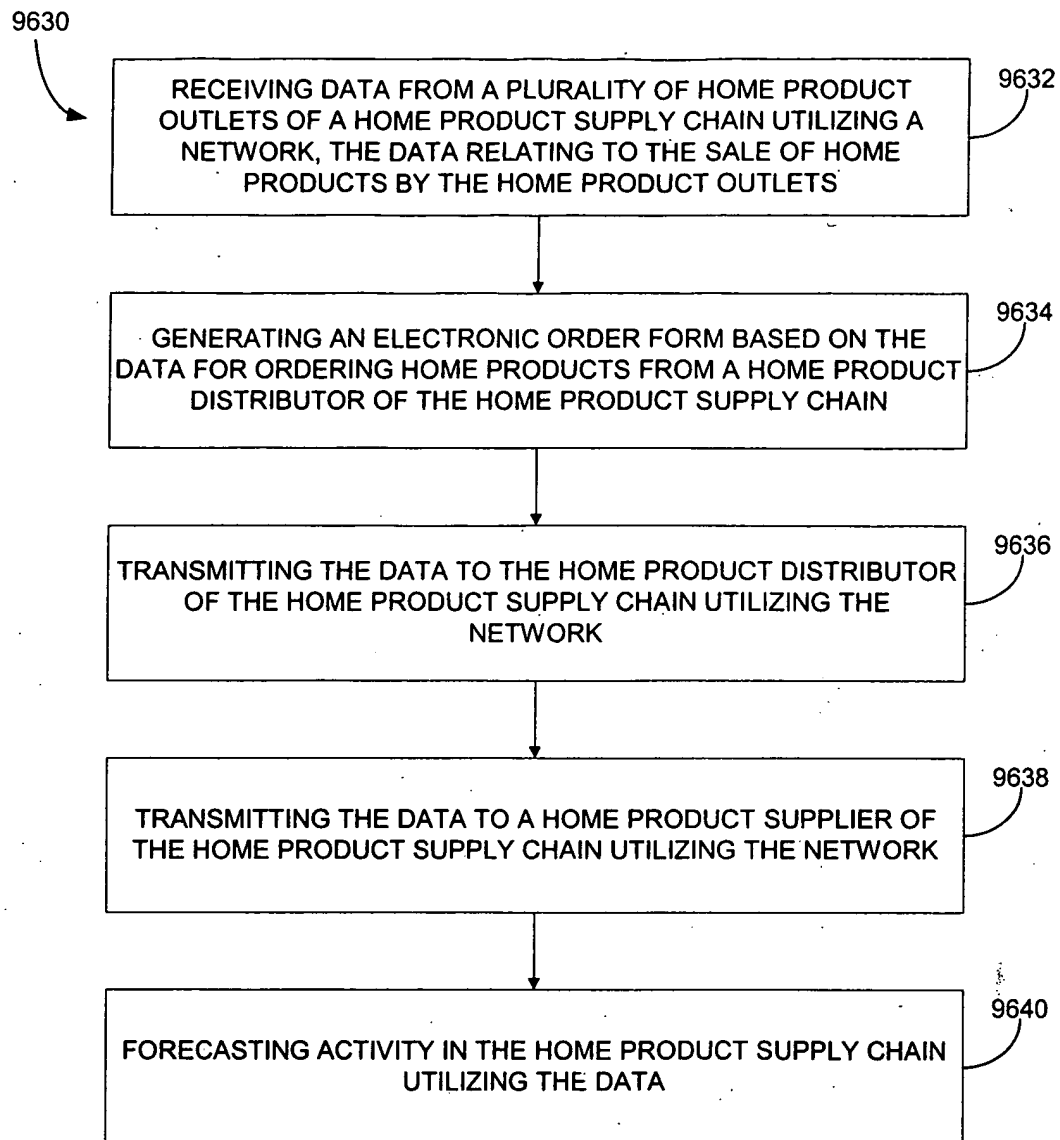 9630
RECEIVING DATA FROM A PLURALITY OF HOME PRODUCT
OUTLETS OF A HOME PRODUCT SUPPLY CHAIN UTILIZING A
NETWORK, THE DATA RELATING TO THE SALE OF HOME
PRODUCTS BY THE HOME PRODUCT OUTLETS
9632
GENERATING AN ELECTRONIC ORDER FORM BASED ON THE
DATA FOR ORDERING HOME PRODUCTS FROM A HOME PRODUCT
DISTRIBUTOR OF THE HOME PRODUCT SUPPLY CHAIN
9634
TRANSMITTING THE DATA TO THE HOME PRODUCT DISTRIBUTOR
OF THE HOME PRODUCT SUPPLY CHAIN UTILIZING THE
NETWORK
9636
TRANSMITTING THE DATA TO A HOME PRODUCT SUPPLIER OF
THE HOME PRODUCT SUPPLY CHAIN UTILIZING THE NETWORK
9638
FORECASTING ACTIVITY IN THE HOME PRODUCT SUPPLY CHAIN
UTILIZING THE DATA
9640